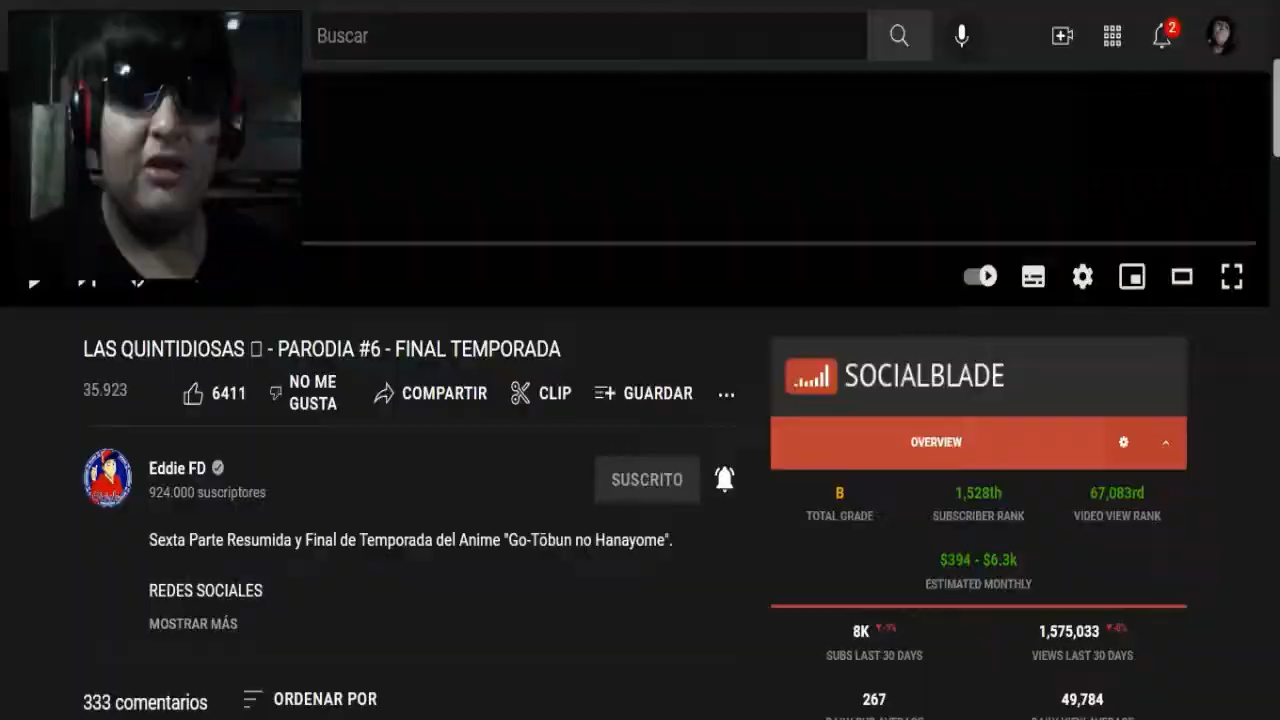 Buscar
2
LAS QUINTIDIOSAS - PARODIA #6 - FINAL TEMPORADA
35.923
6411
NO ME
GUSTA
COMPARTIR
CLIP
GUARDAR
...
Eddie FD
924.000 suscriptores
SUSCRITO
Sexta Parte Resumida y Final de Temporada del Anime "Go-Tōbun no Hanayome".
REDES SOCIALES
MOSTRAR MÁS
333 comentarios
ORDENAR POR
SOCIALBLADE
OVERVIEW
B
1,528th
67,083rd
TOTAL GRADE
SUBSCRIBER RANK
VIDEO VIEW RANK
$394 - $6.3k
ESTIMATED MONTHLY
8K
1,575,033
SUBS LAST 30 DAYS
VIEWS LAST 30 DAYS
267
49,784